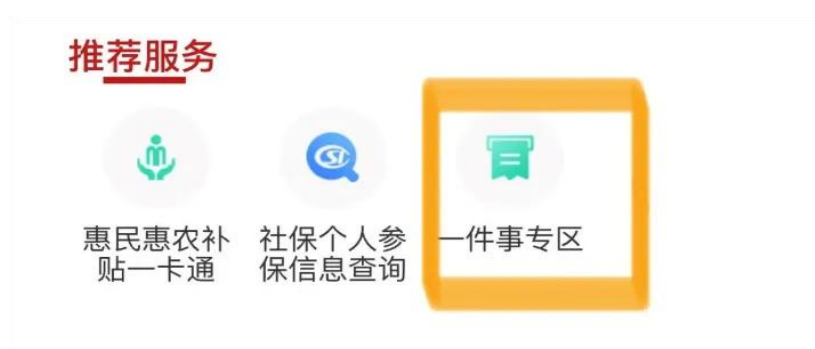 推荐服务
惠民惠农补
贴一卡通
社保个人参
保信息查询
一件事专区